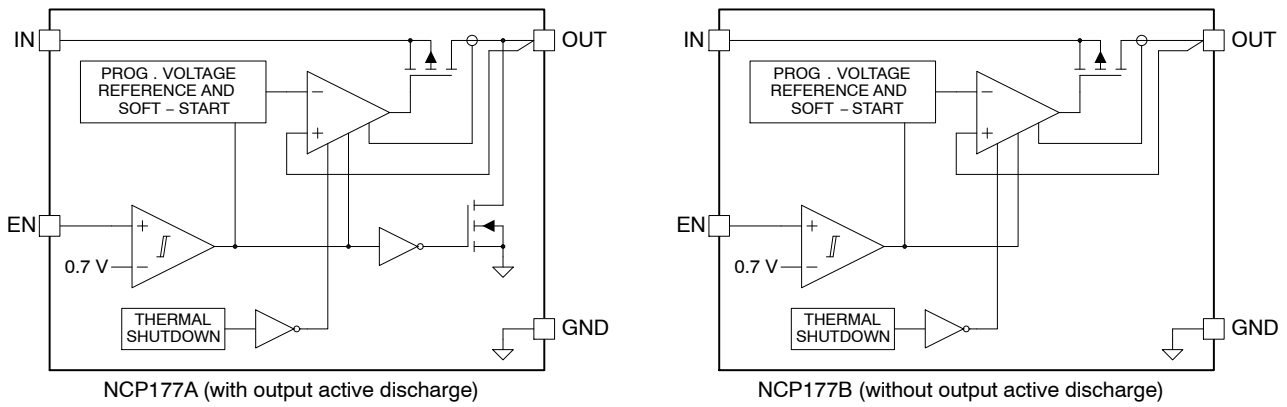 IN
OUT
PROG . VOLTAGE
REFERENCE AND
SOFT − START
−
+
EN
+
0.7 V
−
THERMAL
SHUTDOWN
GND
NCP177A (with output active discharge)
IN
OUT
PROG . VOLTAGE
REFERENCE AND
SOFT − START
−
+
EN
+
0.7 V
−
THERMAL
SHUTDOWN
GND
NCP177B (without output active discharge)